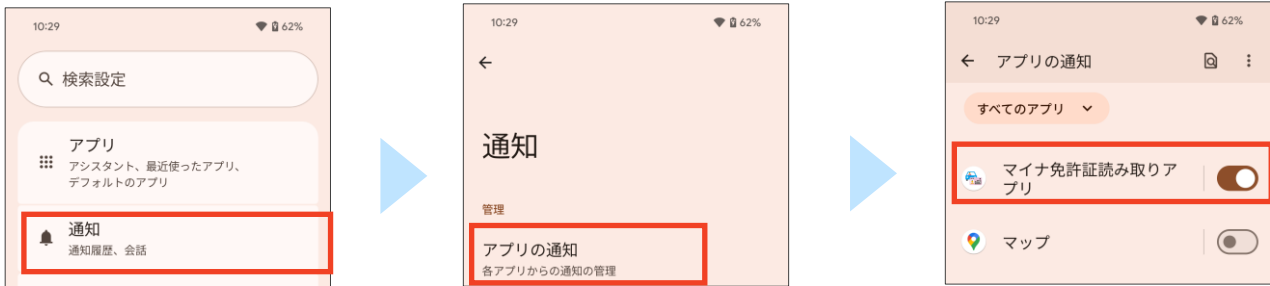 10:29
62%
検索設定
アプリ
アシスタント、最近使ったアプリ、
デフォルトのアプリ
通知
通知履歴、会話
10:29
62%
通知
管理
アプリの通知
各アプリからの通知の管理
10:29
62%
アプリの通知
すべてのアプリ
マイナ免許証読み取りア
プリ
マップ